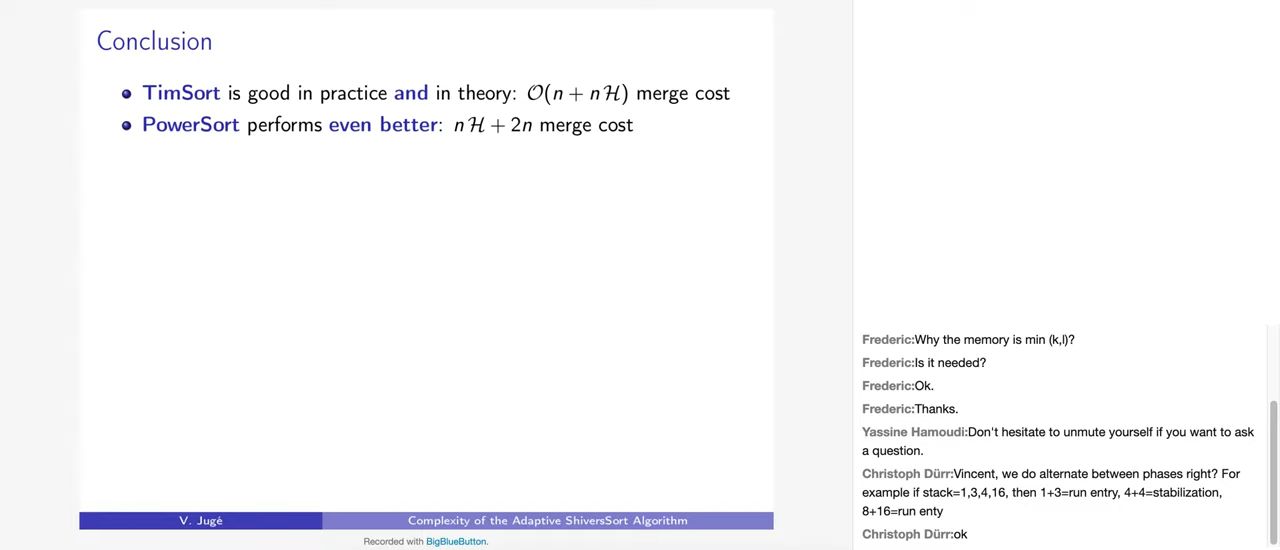 Conclusion
TimSort is good in practice and in theory: O(n + n H) merge cost
PowerSort performs even better: n H + 2n merge cost
V. Jugé
Complexity of the Adaptive ShiversSort Algorithm
Recorded with BigBlueButton.
Frederic:Why the memory is min (k,l)?
Frederic:Is it needed?
Frederic:Ok.
Frederic:Thanks.
Yassine Hamoudi:Don't hesitate to unmute yourself if you want to ask
a question.
Christoph Dürr:Vincent, we do alternate between phases right? For
example if stack=1,3,4,16, then 1+3=run entry, 4+4=stabilization,
8+16=run enty
Christoph Dürr:ok